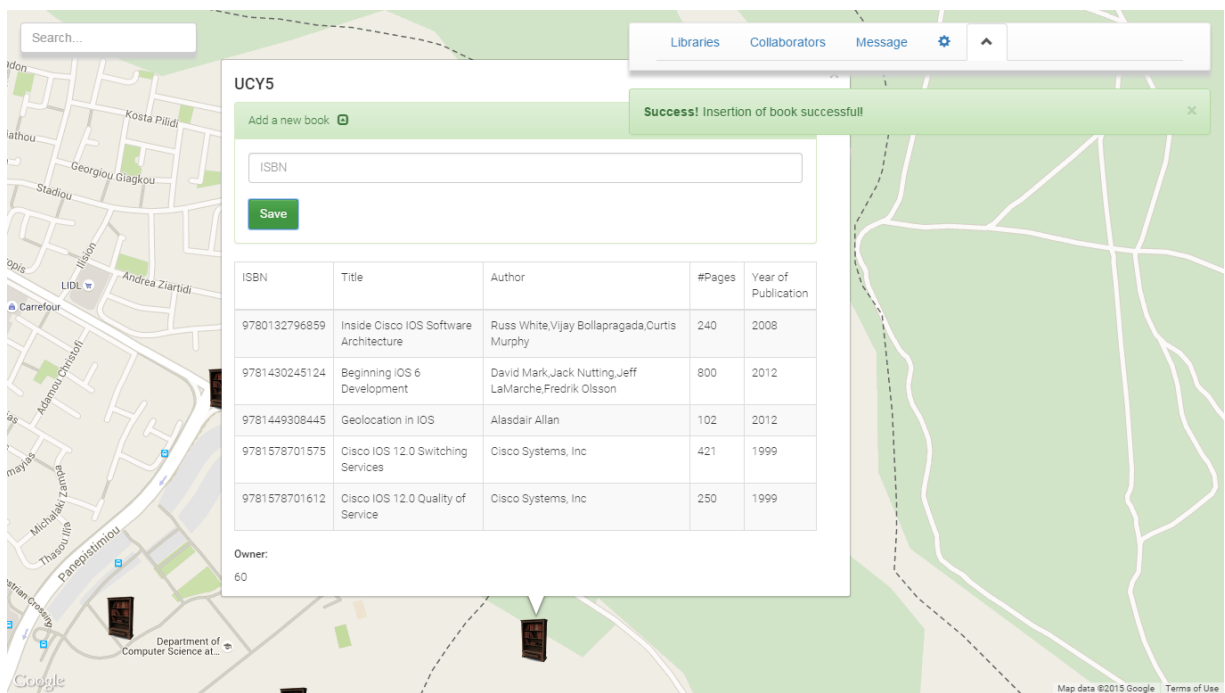 Search...
Libraries Collaborators Message
UCY5
Success! Insertion of book successful!
Add a new book
ISBN
Save
ISBN Title Author #Pages Year of
Publication
9780132796859 Inside Cisco IOS Software Russ White,Vijay Bollapragada,Curtis 240 2008
Architecture Murphy
9781430245124 Beginning iOS 6 David Mark,Jack Nutting,Jeff 800 2012
Development LaMarche,Fredrik Olsson
9781449308445 Geolocation in iOS Alasdair Allan 102 2012
9781578701575 Cisco IOS 12.0 Switching Cisco Systems, Inc 421 1999
Services
9781578701612 Cisco IOS 12.0 Quality of Cisco Systems, Inc 250 1999
Service
Owner:
60
Kosta Pilidi
Georgiou Giagkou
Stadiou
Ilision
Andrea Ziartidi
LIDL
Carrefour
Adamou Christofi
Michalaki Zampa
Thasou Ilia
Panepistimiou
Crossing
Department of
Computer Science at...
Google
Map data ©2015 Google Terms of Use